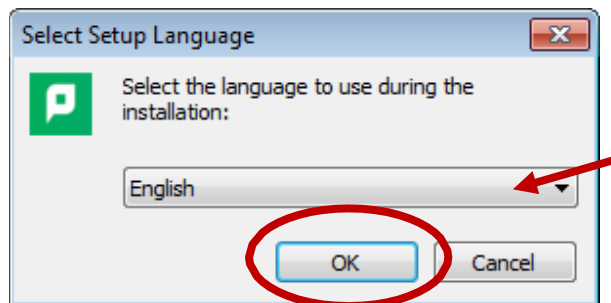 Select Setup Language
Select the language to use during the
installation:
English
OK Cancel